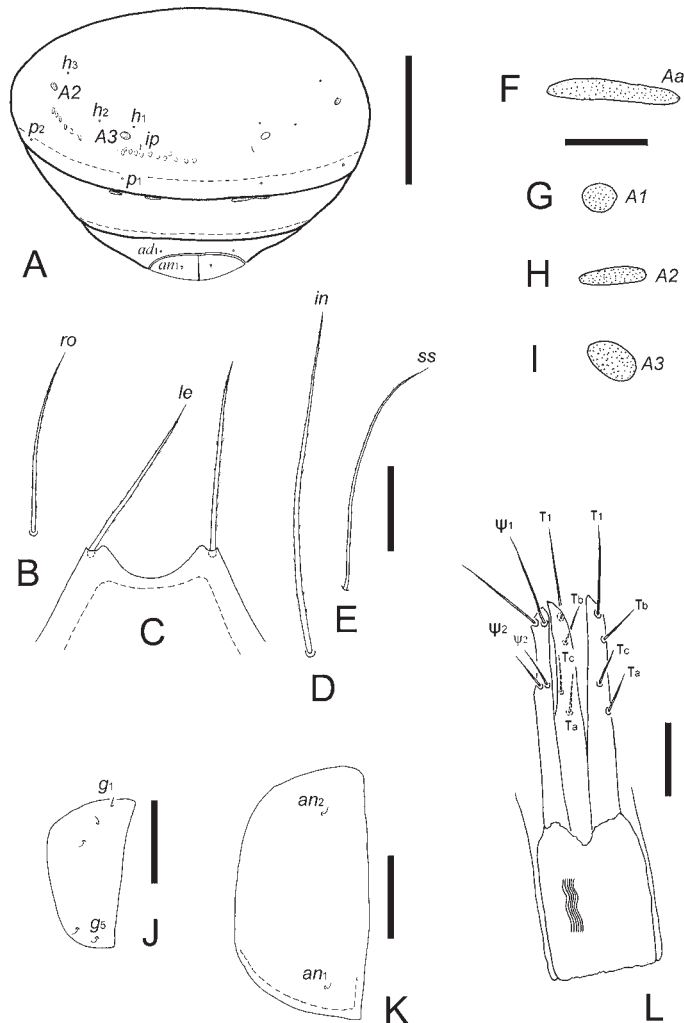 h3
A2
h2
h1
A3
ip
p2
p1
ad1
an1
A
F
Aa
G
A1
H
A2
I
A3
ro
B
le
C
in
D
ss
E
ψ1
T1
T1
Tb
Tb
ψ2
ψ2
Tc
Tc
Ta
Ta
L
g1
g5
J
an2
an1
K